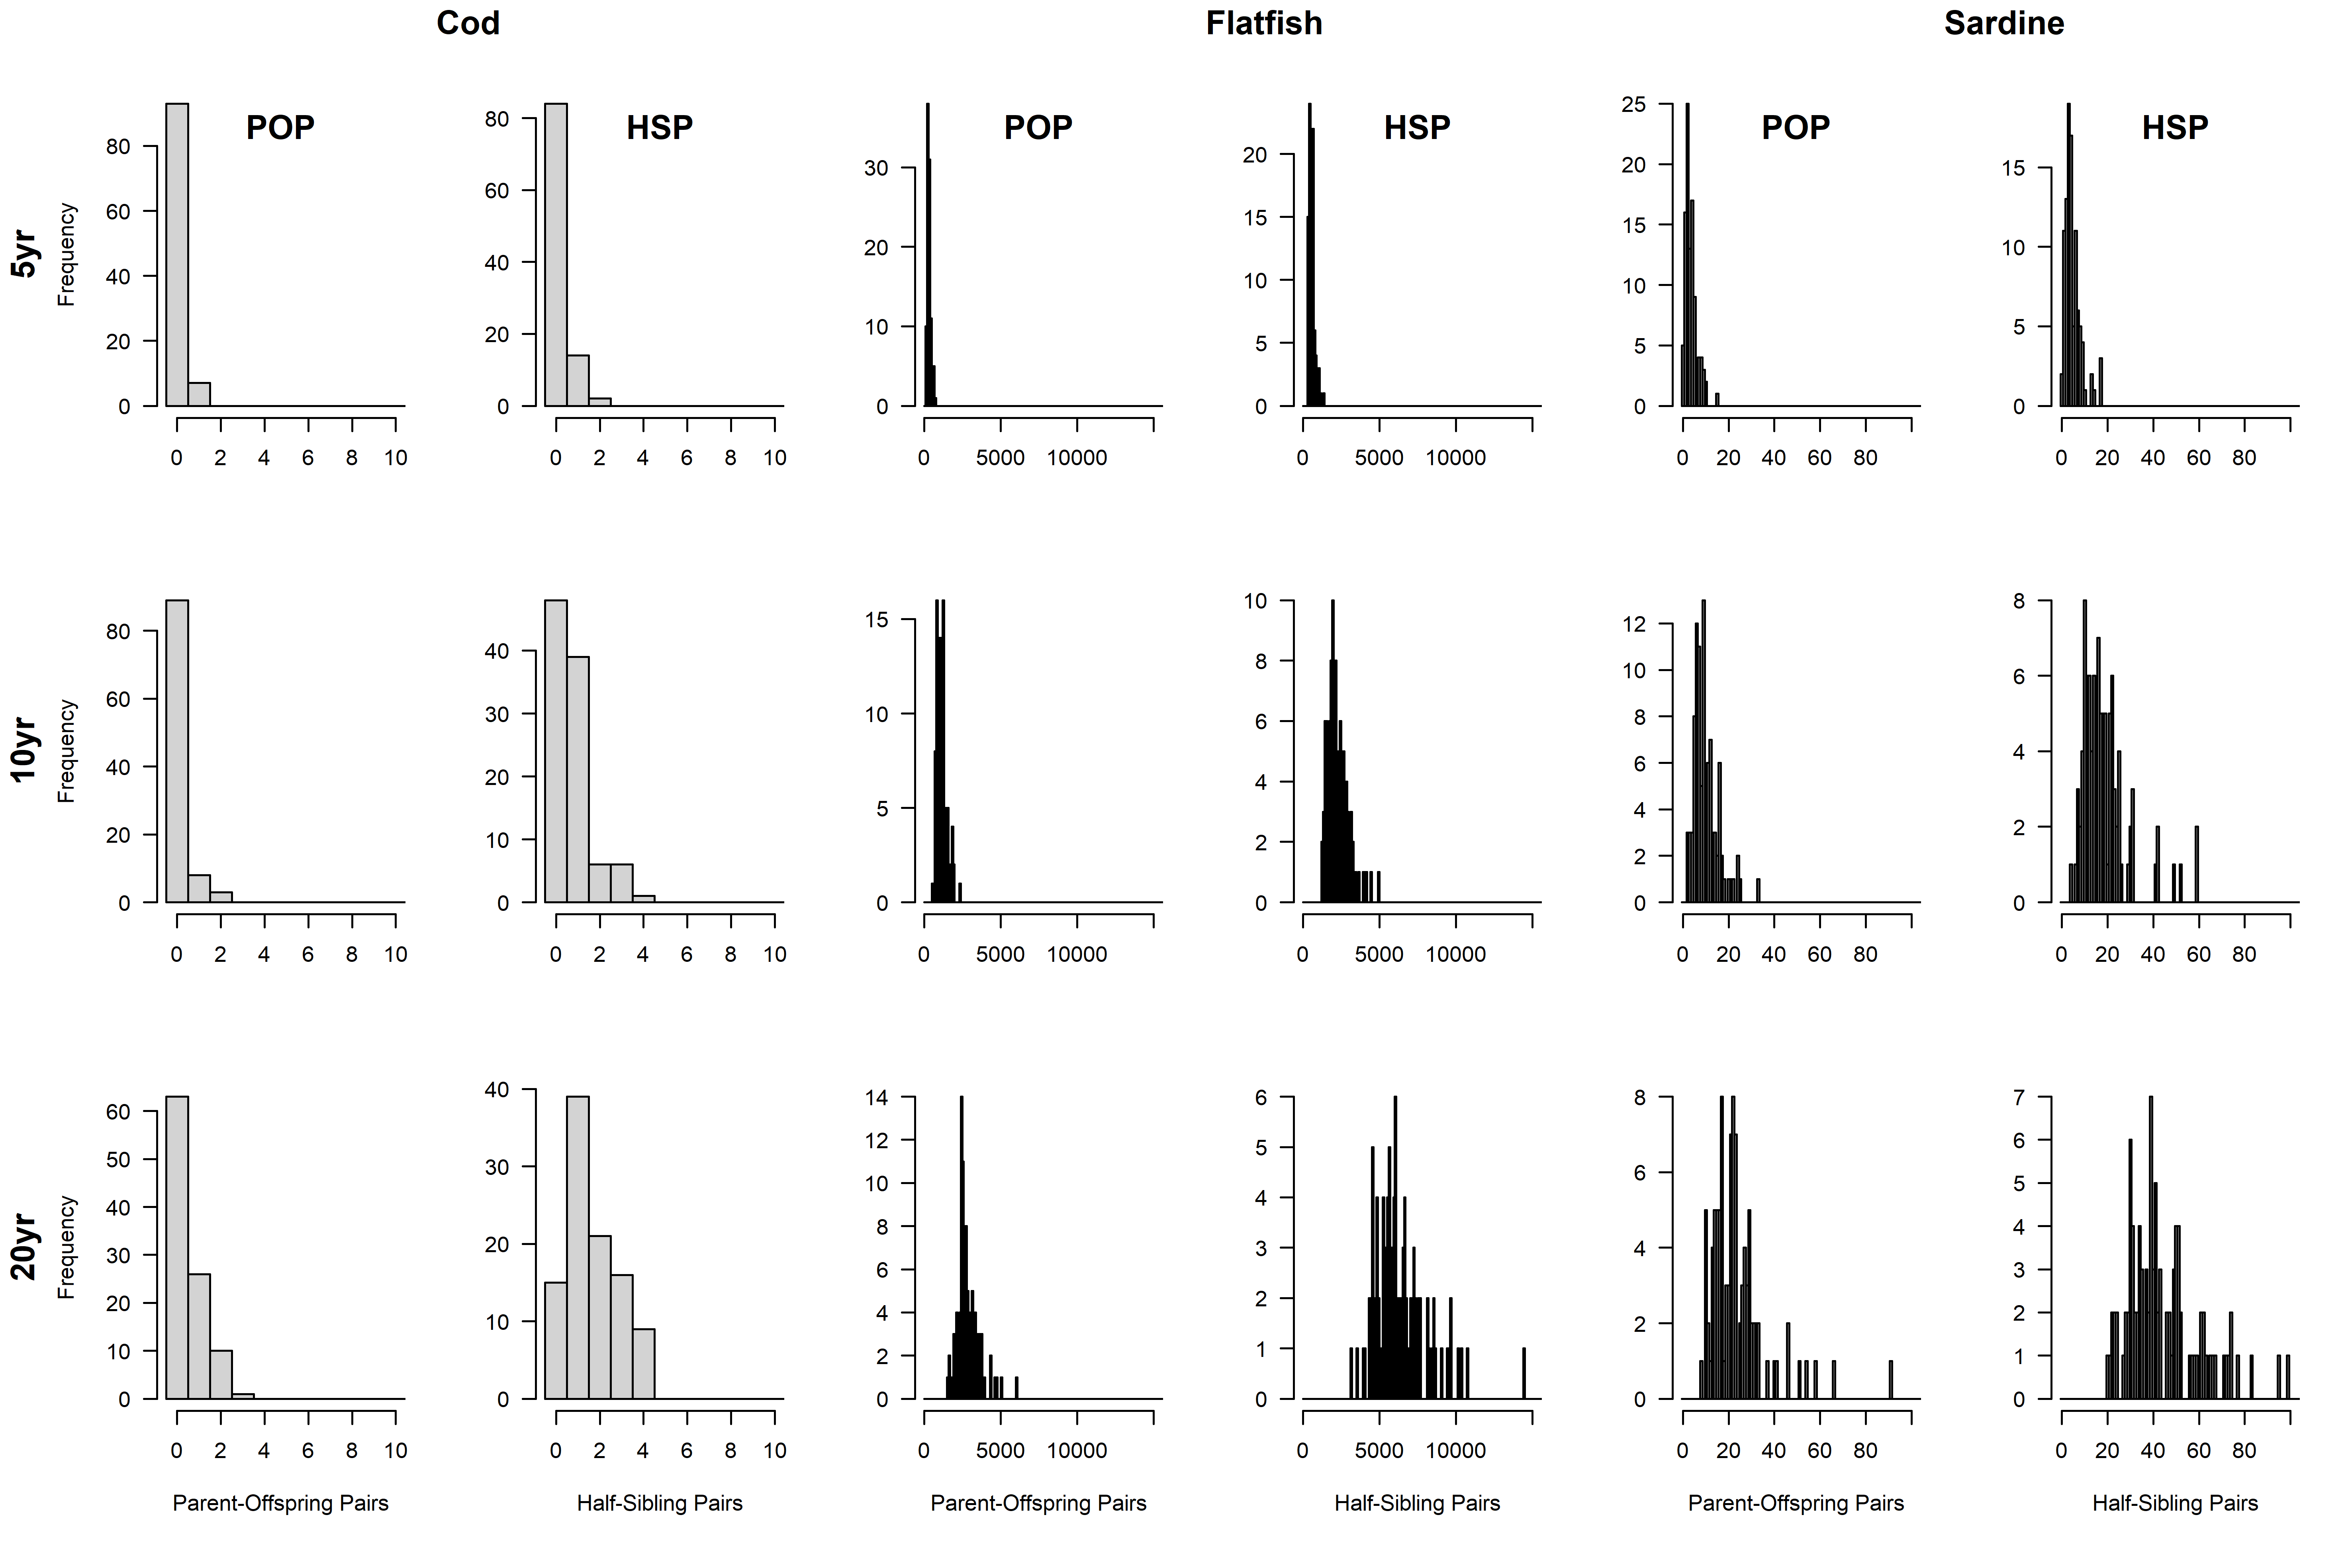 Cod Flatfish Sardine
POP HSP POP HSP POP HSP
5yr
Frequency
0 20 40 60 80
0 2 4 6 8 10
0 20 40 60 80
0 2 4 6 8 10
0 10 20 30
0 5000 10000
0 5 10 15 20
0 5000 10000
0 5 10 15 20 25
0 20 40 60 80
0 5 10 15
0 20 40 60 80
10yr
Frequency
0 20 40 60 80
0 2 4 6 8 10
0 10 20 30 40
0 2 4 6 8 10
0 5 10 15
0 5000 10000
0 2 4 6 8 10
0 5000 10000
0 2 4 6 8 10 12
0 20 40 60 80
0 2 4 6 8
0 20 40 60 80
20yr
Frequency
0 10 20 30 40 50 60
0 2 4 6 8 10
Parent-Offspring Pairs
0 10 20 30 40
0 2 4 6 8 10
Half-Sibling Pairs
0 2 4 6 8 10 12 14
0 5000 10000
Parent-Offspring Pairs
0 1 2 3 4 5 6
0 5000 10000
Half-Sibling Pairs
0 2 4 6 8
0 20 40 60 80
Parent-Offspring Pairs
0 1 2 3 4 5 6 7
0 20 40 60 80
Half-Sibling Pairs